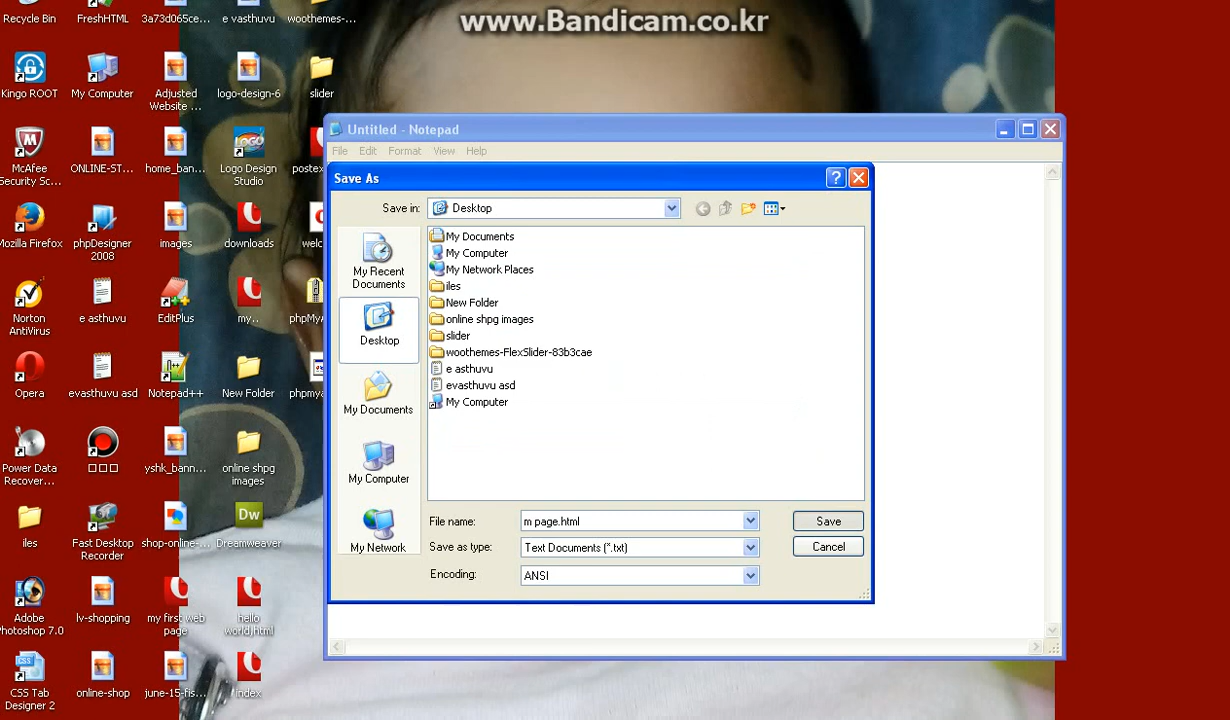 www.Bandicam.co.kr
Recycle Bin
FreshHTML
3a73d065ce...
e vasthuvu
woothemes-...
Kingo ROOT
My Computer
Adjusted
Website ...
logo-design-6
slider
McAfee
Security Sc...
ONLINE-ST...
home_ban...
Logo Design
Studio
postex
Mozilla Firefox
phpDesigner
2008
images
downloads
welc
Norton
AntiVirus
e asthuvu
EditPlus
my..
phpMyA
Opera
evasthuvu asd
Notepad++
New Folder
phpmya
Power Data
Recover...
yshk_bann...
online shpg
images
iles
Fast Desktop
Recorder
shop-online-...
Dw
Dreamweaver
Adobe
Photoshop 7.0
lv-shopping
my first web
page
hello
world.html
CSS
CSS Tab
Designer 2
online-shop
june-15-fis...
index
Untitled - Notepad
File Edit Format View Help
Save As
Save in: Desktop
My Recent
Documents
Desktop
My Documents
My Computer
My Network
My Documents
My Computer
My Network Places
iles
New Folder
online shpg images
slider
woothemes-FlexSlider-83b3cae
e asthuvu
evasthuvu asd
My Computer
File name: m page.html Save
Save as type: Text Documents (*.txt) Cancel
Encoding: ANSI